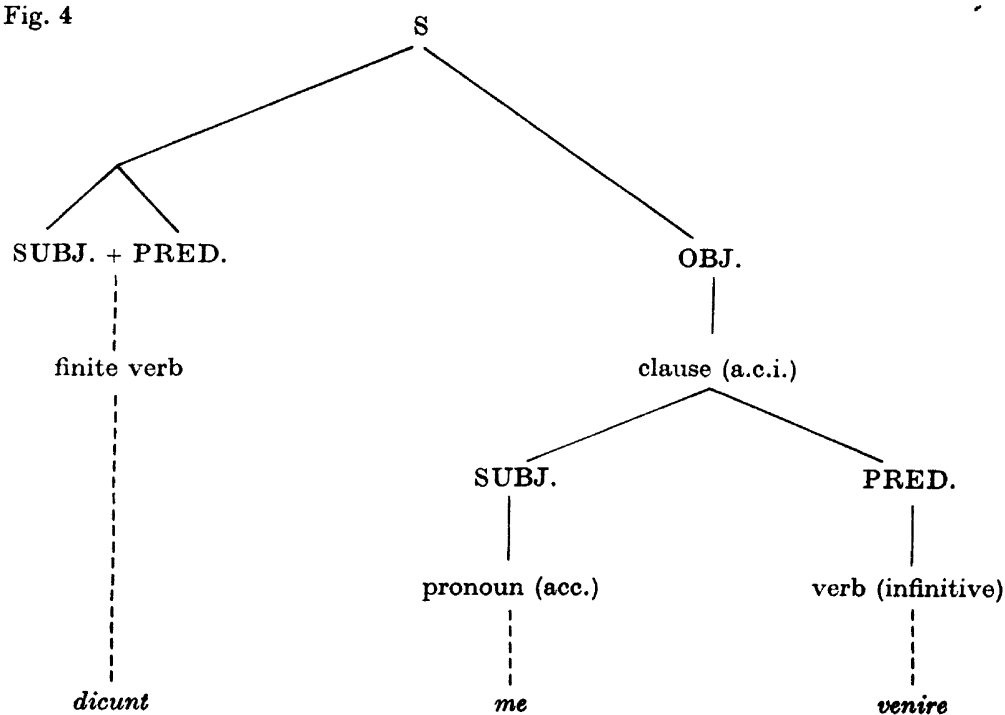 Fig. 4
S
SUBJ. + PRED.
OBJ.
finite verb
clause (a.c.i.)
SUBJ.
PRED.
pronoun (acc.)
verb (infinitive)
dicunt
me
venire